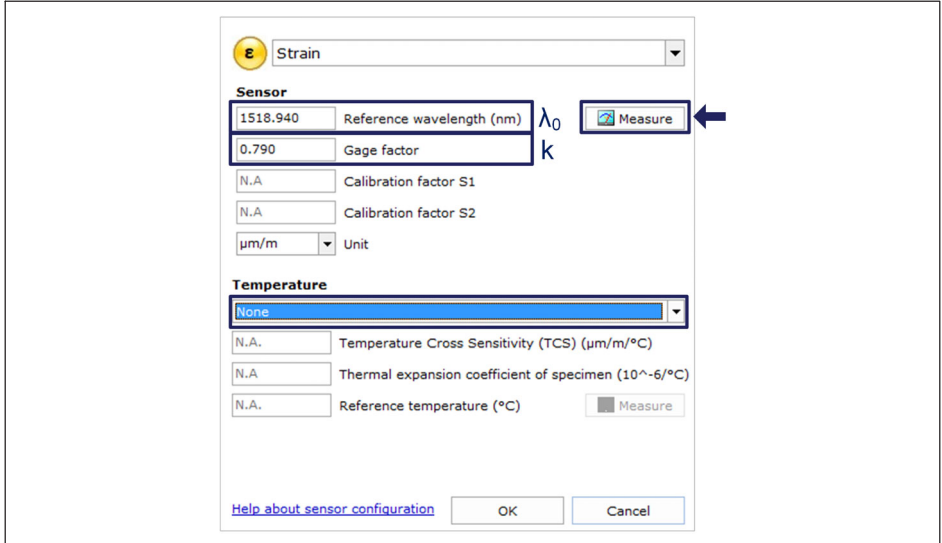 ε Strain
Sensor
1518.940 Reference wavelength (nm) λ0 Measure
0.790 Gage factor k
N.A Calibration factor S1
N.A Calibration factor S2
μm/m Unit
Temperature
None
N.A. Temperature Cross Sensitivity (TCS) (μm/m/°C)
N.A Thermal expansion coefficient of specimen (10^-6/°C)
N.A. Reference temperature (°C) Measure
Help about sensor configuration OK Cancel